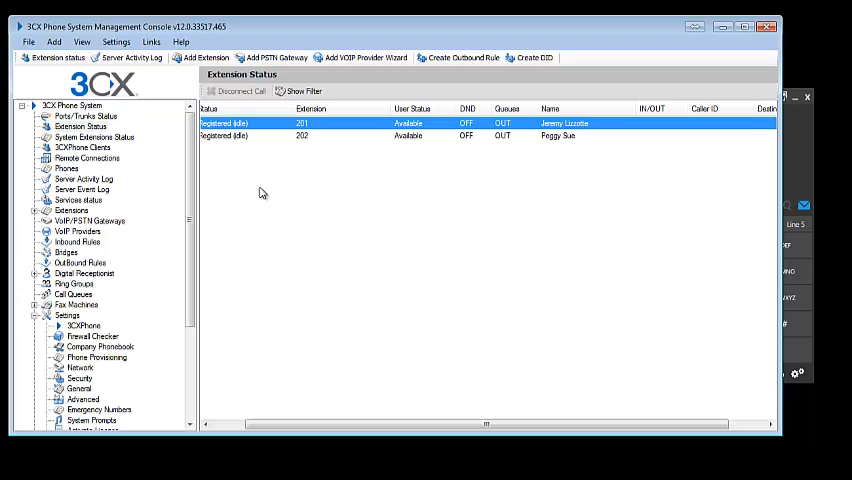 3CX Phone System Management Console v12.0.33517.465
File Add View Settings Links Help
Extension status Server Activity Log Add Extension Add PSTN Gateway Add VOIP Provider Wizard Create Outbound Rule Create DID
3CX
Extension Status
Disconnect Call Show Filter
tatus Extension User Status DND Queues Name IN/OUT Caller ID Destin
Registered (idle) 201 Available OFF OUT Jeremy Lizzotte
Registered (idle) 202 Available OFF OUT Peggy Sue
3CX Phone System
Ports/Trunks Status
Extension Status
System Extensions Status
3CXPhone Clients
Remote Connections
Phones
Server Activity Log
Server Event Log
Services status
Extensions
VoIP/PSTN Gateways
VoIP Providers
Inbound Rules
Bridges
OutBound Rules
Digital Receptionist
Ring Groups
Call Queues
Fax Machines
Settings
3CXPhone
Firewall Checker
Company Phonebook
Phone Provisioning
Network
Security
General
Advanced
Emergency Numbers
System Prompts
Line 5
DEF
MNO
WXYZ
#